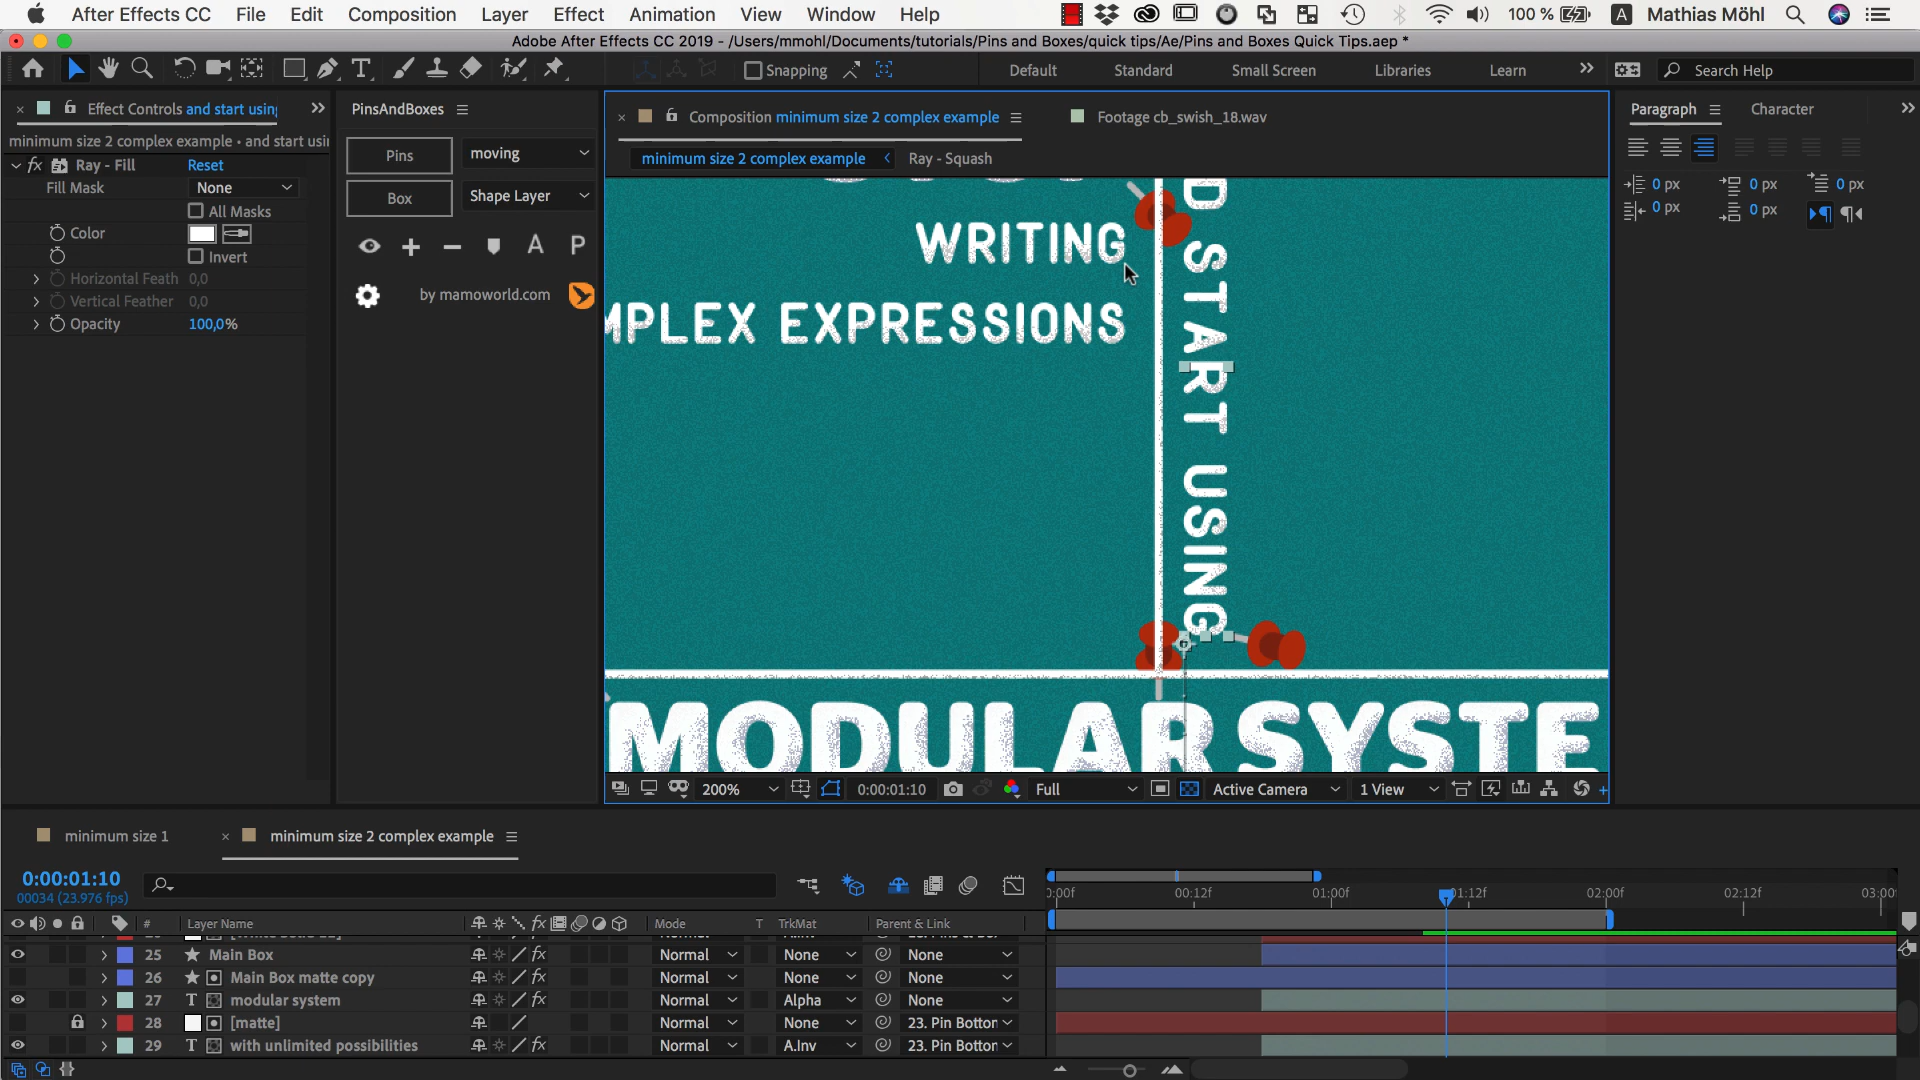 After Effects CC File Edit Composition Layer Effect Animation View Window Help 100 % A Mathias Möhl
Adobe After Effects CC 2019 - /Users/mmohl/Documents/tutorials/Pins and Boxes/quick tips/Ae/Pins and Boxes Quick Tips.aep *
Snapping Default Standard Small Screen Libraries Learn Search Help
Effect Controls and start using
PinsAndBoxes
Composition minimum size 2 complex example
Footage cb_swish_18.wav
Paragraph Character
minimum size 2 complex example • and start usi
Pins moving
minimum size 2 complex example Ray - Squash
fx Ray - Fill Reset
Fill Mask None
Box Shape Layer
0 px 0 px 0 px
0 px 0 px
All Masks
Color
Invert
A P
Horizontal Feath 0,0
Vertical Feather 0,0
by mamoworld.com
Opacity 100,0%
WRITING
MPLEX EXPRESSIONS
D START USING
MODULAR SYSTE
200% 0:00:01:10 Full Active Camera 1 View
minimum size 1 minimum size 2 complex example
0:00:01:10
00034 (23.976 fps)
:00f 00:12f 01:00f 01:12f 02:00f 02:12f 03:00
# Layer Name fx Mode T TrkMat Parent & Link
25 Main Box fx Normal None None
26 Main Box matte copy fx Normal None None
27 T modular system fx Normal Alpha None
28 [matte] Normal None 23. Pin Botton
29 T with unlimited possibilities fx Normal A.Inv 23. Pin Botton